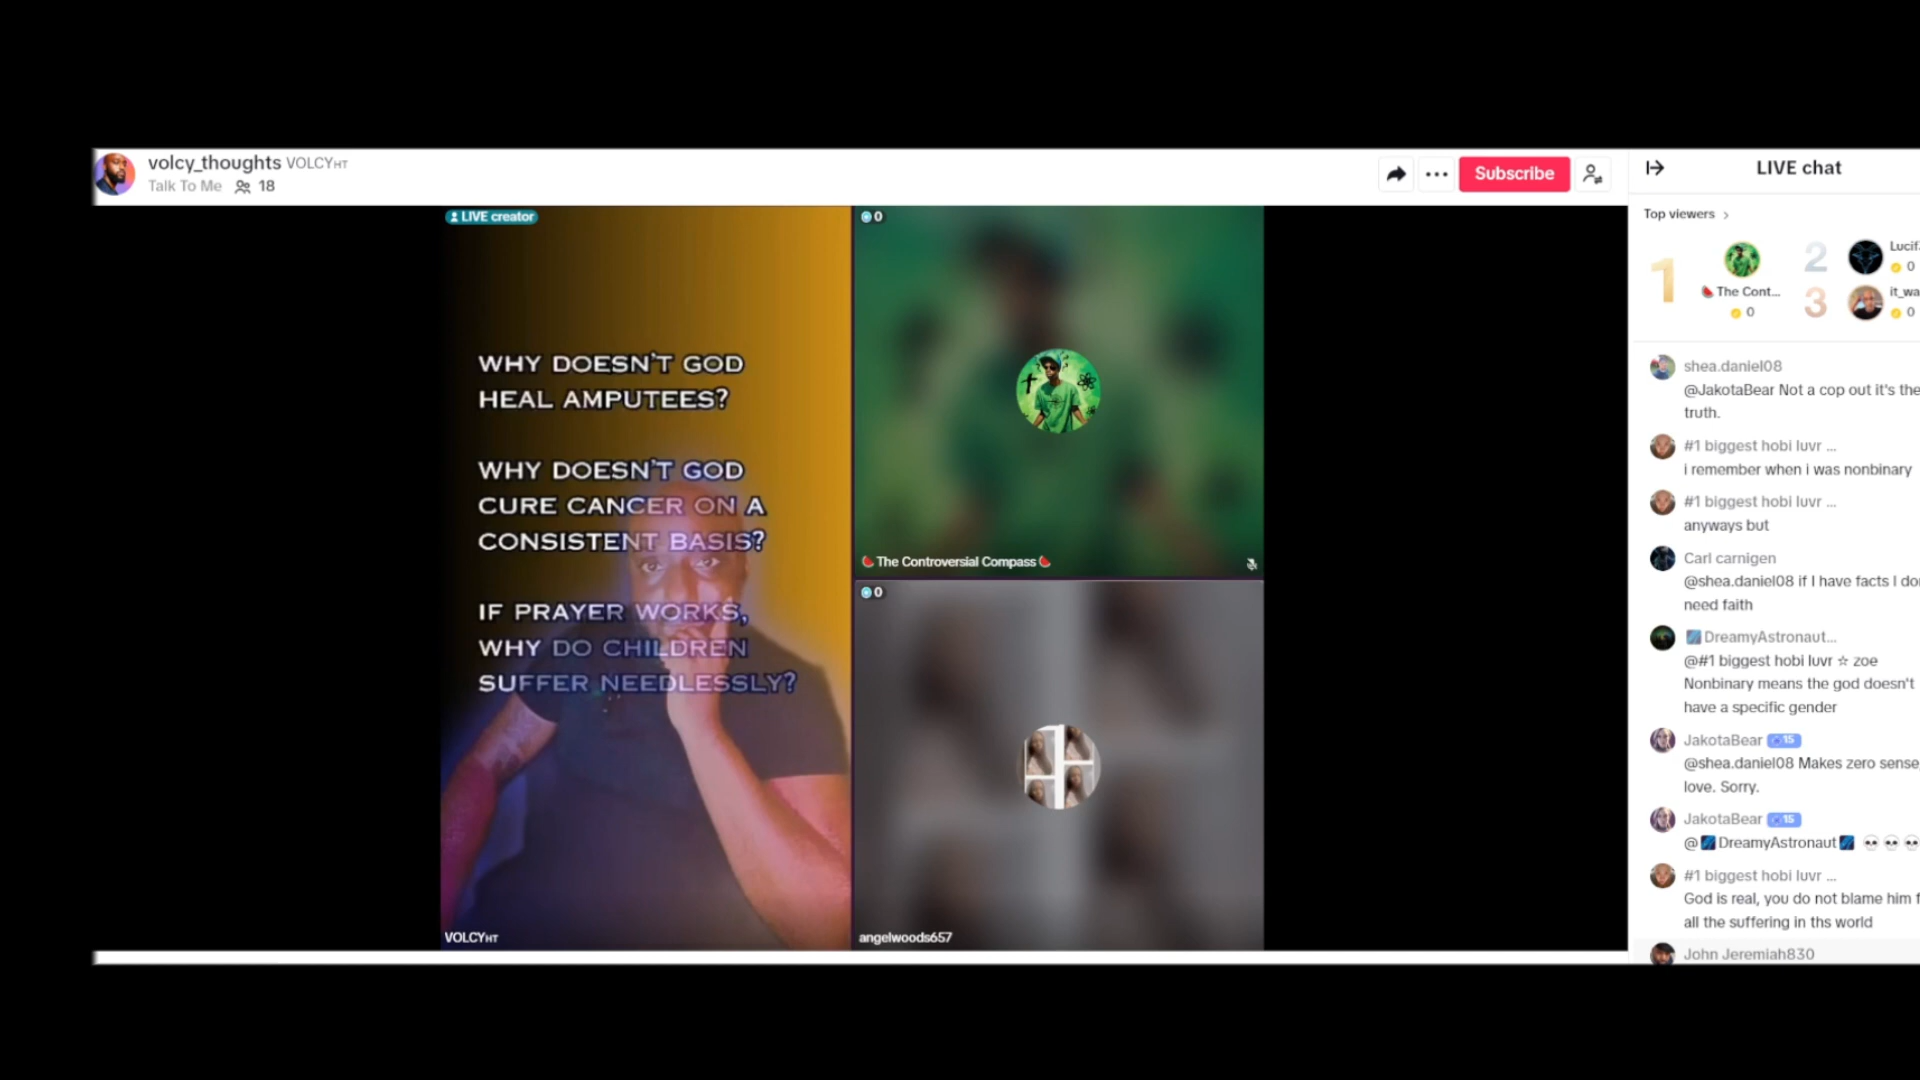 volcy_thoughts VOLCYHT
Talk To Me 18
Subscribe
LIVE chat
LIVE creator
WHY DOESN'T GOD
HEAL AMPUTEES?
WHY DOESN'T GOD
CURE CANCER ON A
CONSISTENT BASIS?
IF PRAYER WORKS,
WHY DO CHILDREN
SUFFER NEEDLESSLY?
VOLCYHT
0
🍉The Controversial Compass🍉
0
angelwoods657
Top viewers
1
🍉 The Cont...
0
2
Lucif
0
3
it_wa
0
shea.daniel08
@JakotaBear Not a cop out it's the
truth.
#1 biggest hobi luvr ...
i remember when i was nonbinary
#1 biggest hobi luvr ...
anyways but
Carl carnigen
@shea.daniel08 if I have facts I do
need faith
DreamyAstronaut...
@#1 biggest hobi luvr ☆ zoe
Nonbinary means the god doesn't
have a specific gender
JakotaBear 15
@shea.daniel08 Makes zero sense,
love. Sorry.
JakotaBear 15
@🌌DreamyAstronaut🌌 💀💀💀
#1 biggest hobi luvr ...
God is real, you do not blame him f
all the suffering in ths world
John Jeremiah830